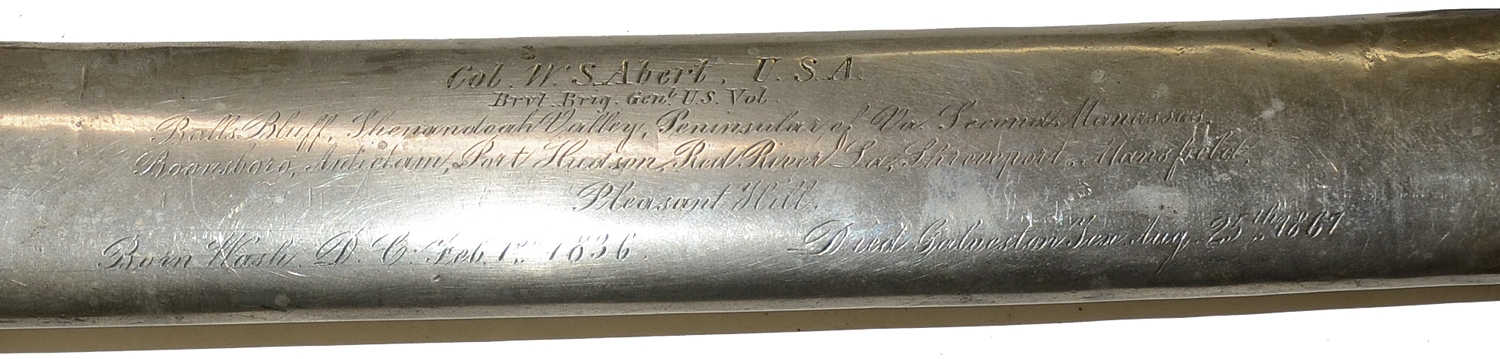 Col. W. S. Abert. U. S. A.
Brvt. Brig. Genl. U.S. Vol.
Balls Bluff, Shenandoah Valley, Peninsular of Va. Second Manassas,
Boonsboro, Antietam, Port Hudson, Red River La, Shreveport. Mansfield.
Pleasant Hill.
Born Wash. D. C. Feb. 1st 1836. Died Galveston Tex. Aug. 25th 1867